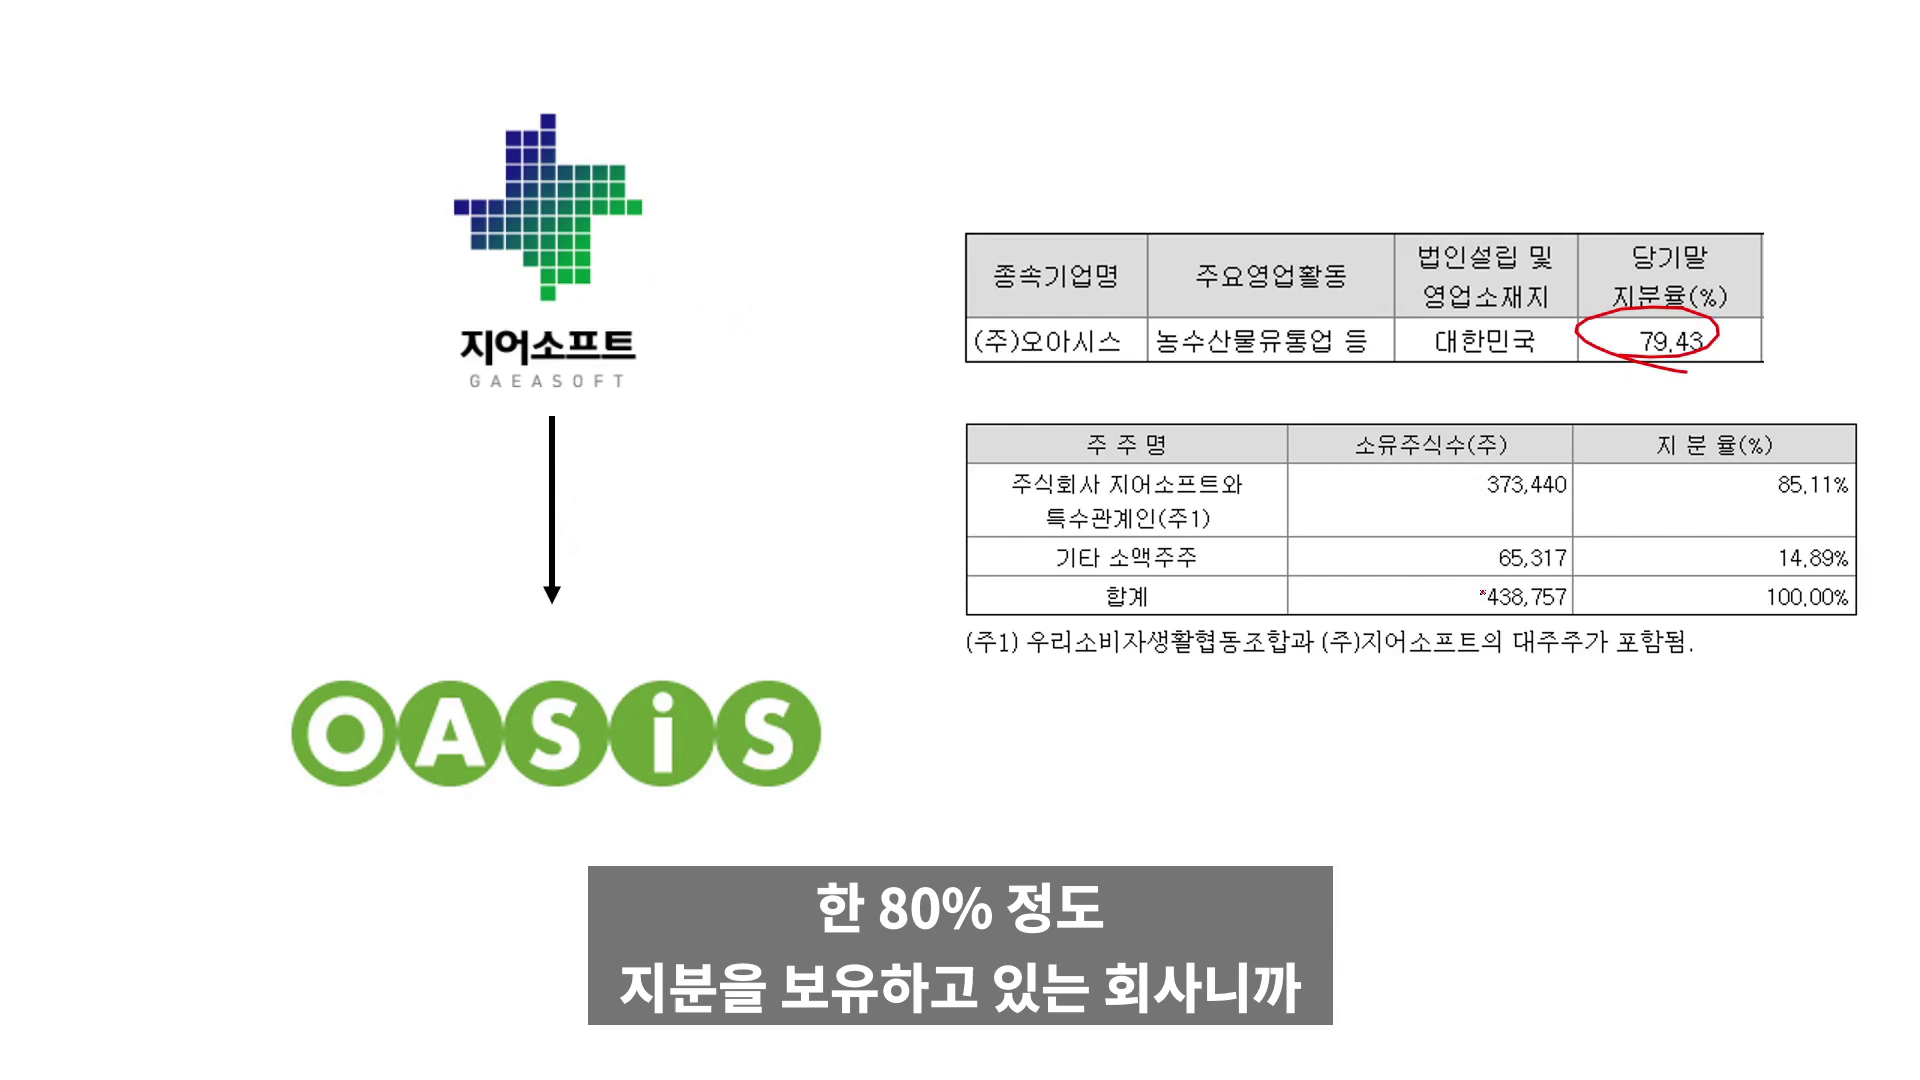 지어소프트
GAEASOFT
OASiS
종속기업명 주요영업활동 법인설립 및 영업소재지 당기말 지분율(%)
(주)오아시스 농수산물유통업 등 대한민국 79.43
주 주 명 소유주식수(주) 지 분 율(%)
주식회사 지어소프트와 373,440 85.11%
특수관계인(주1)
기타 소액주주 65,317 14.89%
합계 *438,757 100.00%
(주1) 우리소비자생활협동조합과 (주)지어소프트의 대주주가 포함됨.
한 80% 정도
지분을 보유하고 있는 회사니까